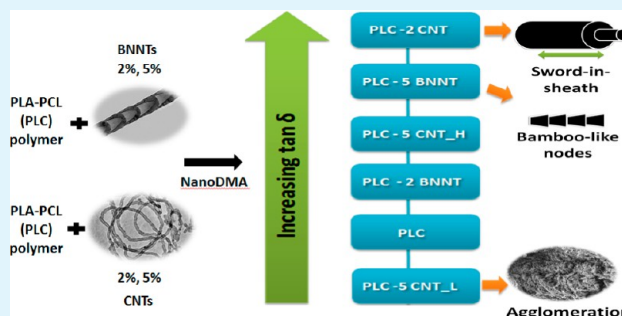 BNNTs
2%, 5%
PLA-PCL
(PLC)
polymer
NanoDMA
PLA-PCL
(PLC)
polymer
2%, 5%
CNTs
Increasing tan δ
PLC -2 CNT
PLC - 5 BNNT
PLC - 5 CNT_H
PLC - 2 BNNT
PLC
PLC -5 CNT_L
Sword-in-
sheath
Bamboo-like
nodes
Agglomeration